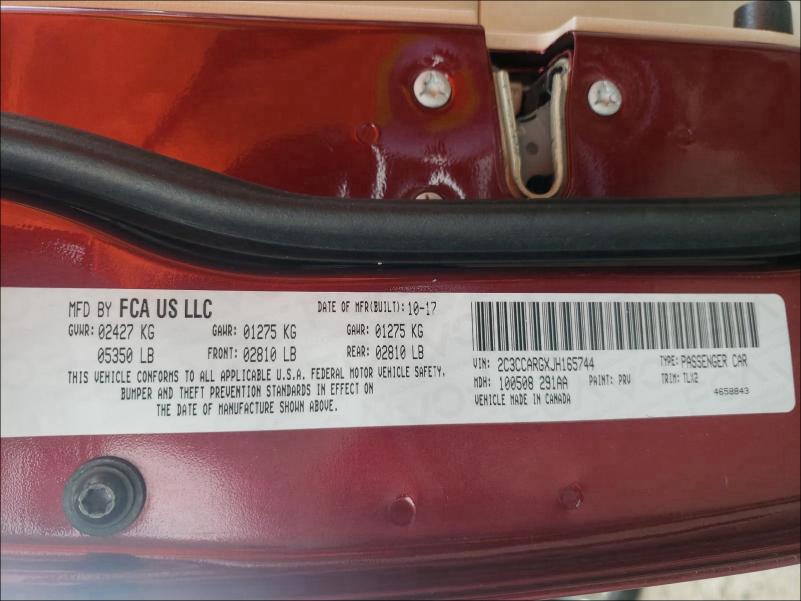 MFD BY FCA US LLC DATE OF MFR(BUILT): 10-17
GVWR: 02427 KG GAWR: 01275 KG GAWR: 01275 KG
05350 LB FRONT: 02810 LB REAR: 02810 LB
THIS VEHICLE CONFORMS TO ALL APPLICABLE U.S.A. FEDERAL MOTOR VEHICLE SAFETY,
BUMPER AND THEFT PREVENTION STANDARDS IN EFFECT ON
THE DATE OF MANUFACTURE SHOWN ABOVE.
VIN: 2C3CCARGXJH165744 TYPE: PASSENGER CAR
MDH: 100508 291AA PAINT: PRV TRIM: TLX2
VEHICLE MADE IN CANADA 4658843